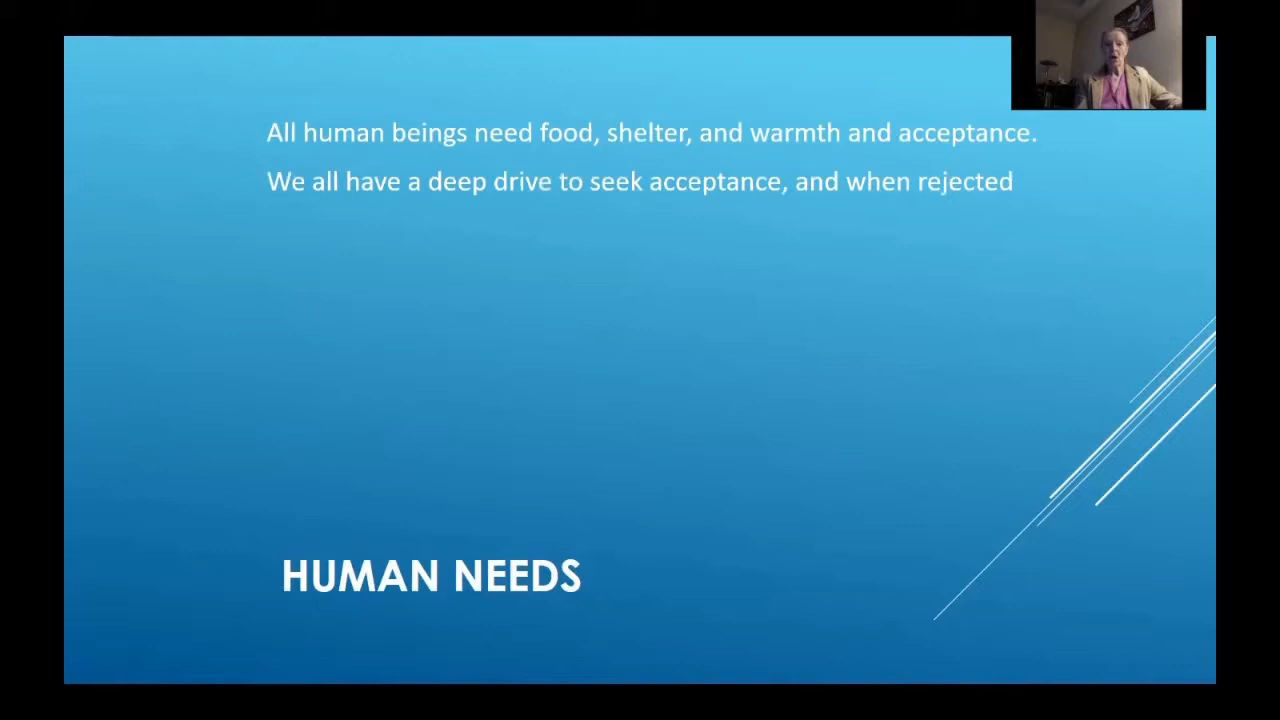 All human beings need food, shelter, and warmth and acceptance.
We all have a deep drive to seek acceptance, and when rejected
HUMAN NEEDS